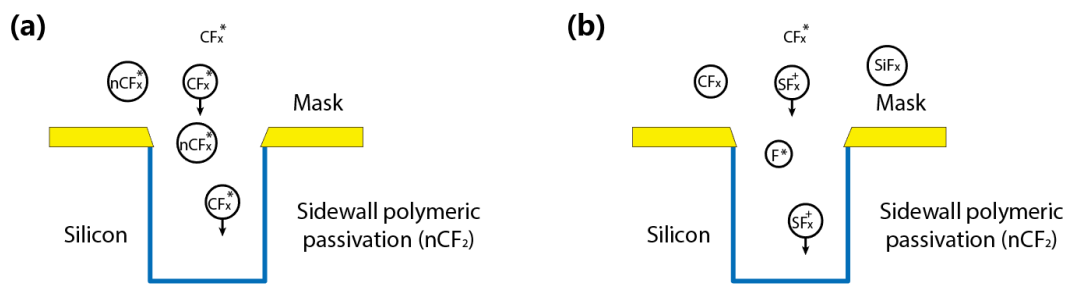 (a)
CFₓ*
nCFₓ*
CFₓ*
Mask
nCFₓ*
CFₓ*
Silicon
Sidewall polymeric
passivation (nCF₂)
(b)
CFₓ*
SiFₓ
CFₓ
SFₓ⁺
Mask
F*
SFₓ⁺
Silicon
Sidewall polymeric
passivation (nCF₂)